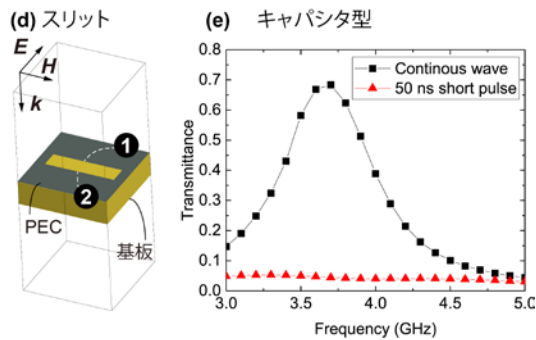 (d) スリット
E
H
k
1
2
PEC
基板
(e) キャパシタ型
Continous wave
50 ns short pulse
Transmittance
0.8
0.7
0.6
0.5
0.4
0.3
0.2
0.1
0.0
3.0 3.5 4.0 4.5 5.0
Frequency (GHz)